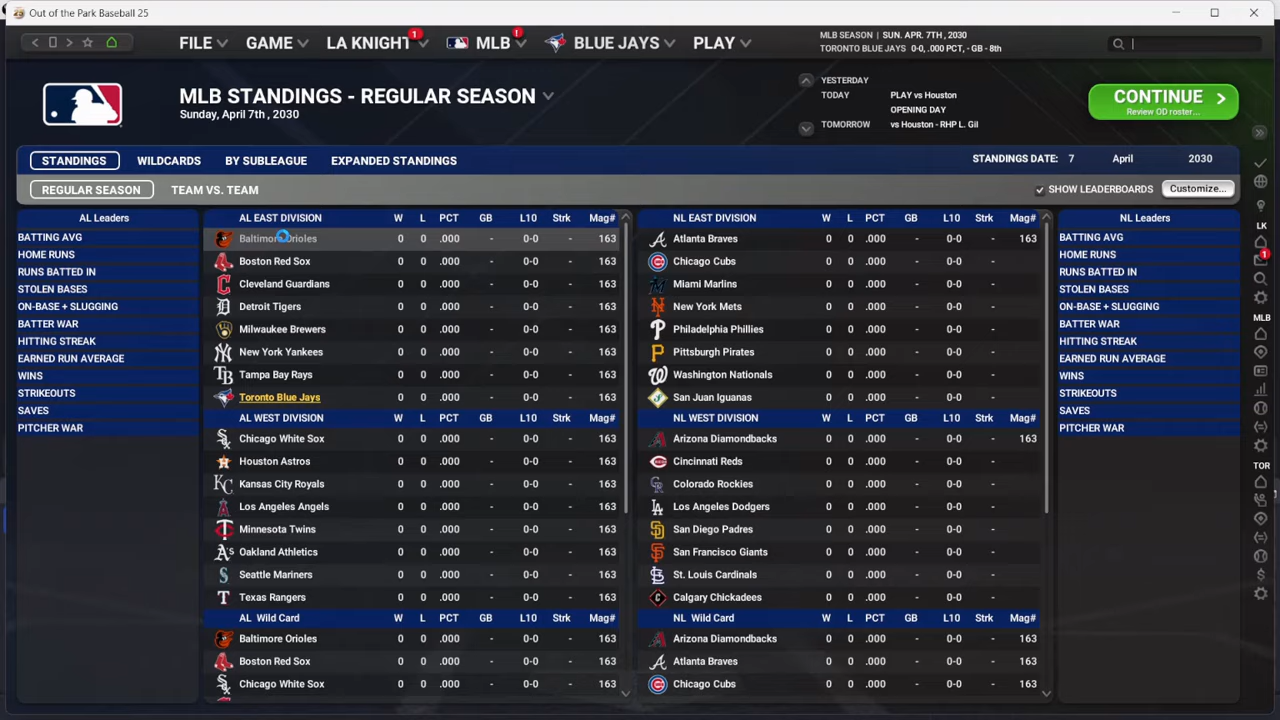 Out of the Park Baseball 25
FILE GAME LA KNIGHT 1 MLB ! BLUE JAYS PLAY
MLB SEASON | SUN. APR. 7TH, 2030
TORONTO BLUE JAYS 0-0, .000 PCT, - GB - 8th
MLB STANDINGS - REGULAR SEASON
Sunday, April 7th, 2030
YESTERDAY
TODAY PLAY vs Houston
OPENING DAY
TOMORROW vs Houston - RHP L. Gil
CONTINUE
Review OD roster...
STANDINGS WILDCARDS BY SUBLEAGUE EXPANDED STANDINGS STANDINGS DATE: 7 April 2030
REGULAR SEASON TEAM VS. TEAM SHOW LEADERBOARDS Customize...
AL Leaders
BATTING AVG
HOME RUNS
RUNS BATTED IN
STOLEN BASES
ON-BASE + SLUGGING
BATTER WAR
HITTING STREAK
EARNED RUN AVERAGE
WINS
STRIKEOUTS
SAVES
PITCHER WAR
AL EAST DIVISION W L PCT GB L10 Strk Mag#
Baltimore Orioles 0 0 .000 - 0-0 - 163
Boston Red Sox 0 0 .000 - 0-0 - 163
Cleveland Guardians 0 0 .000 - 0-0 - 163
Detroit Tigers 0 0 .000 - 0-0 - 163
Milwaukee Brewers 0 0 .000 - 0-0 - 163
New York Yankees 0 0 .000 - 0-0 - 163
Tampa Bay Rays 0 0 .000 - 0-0 - 163
Toronto Blue Jays 0 0 .000 - 0-0 - 163
AL WEST DIVISION W L PCT GB L10 Strk Mag#
Chicago White Sox 0 0 .000 - 0-0 - 163
Houston Astros 0 0 .000 - 0-0 - 163
Kansas City Royals 0 0 .000 - 0-0 - 163
Los Angeles Angels 0 0 .000 - 0-0 - 163
Minnesota Twins 0 0 .000 - 0-0 - 163
Oakland Athletics 0 0 .000 - 0-0 - 163
Seattle Mariners 0 0 .000 - 0-0 - 163
Texas Rangers 0 0 .000 - 0-0 - 163
AL Wild Card W L PCT GB L10 Strk Mag#
Baltimore Orioles 0 0 .000 - 0-0 - 163
Boston Red Sox 0 0 .000 - 0-0 - 163
Chicago White Sox 0 0 .000 - 0-0 - 163
NL EAST DIVISION W L PCT GB L10 Strk Mag#
Atlanta Braves 0 0 .000 - 0-0 - 163
Chicago Cubs 0 0 .000 - 0-0 -
Miami Marlins 0 0 .000 - 0-0 -
New York Mets 0 0 .000 - 0-0 -
Philadelphia Phillies 0 0 .000 - 0-0 -
Pittsburgh Pirates 0 0 .000 - 0-0 -
Washington Nationals 0 0 .000 - 0-0 -
San Juan Iguanas 0 0 .000 - 0-0 -
NL WEST DIVISION W L PCT GB L10 Strk Mag#
Arizona Diamondbacks 0 0 .000 - 0-0 - 163
Cincinnati Reds 0 0 .000 - 0-0 -
Colorado Rockies 0 0 .000 - 0-0 -
Los Angeles Dodgers 0 0 .000 - 0-0 -
San Diego Padres 0 0 .000 - 0-0 -
San Francisco Giants 0 0 .000 - 0-0 -
St. Louis Cardinals 0 0 .000 - 0-0 -
Calgary Chickadees 0 0 .000 - 0-0 -
NL Wild Card W L PCT GB L10 Strk Mag#
Arizona Diamondbacks 0 0 .000 - 0-0 - 163
Atlanta Braves 0 0 .000 - 0-0 - 163
Chicago Cubs 0 0 .000 - 0-0 - 163
NL Leaders
BATTING AVG
HOME RUNS
RUNS BATTED IN
STOLEN BASES
ON-BASE + SLUGGING
BATTER WAR
HITTING STREAK
EARNED RUN AVERAGE
WINS
STRIKEOUTS
SAVES
PITCHER WAR
LK
1
MLB
TOR